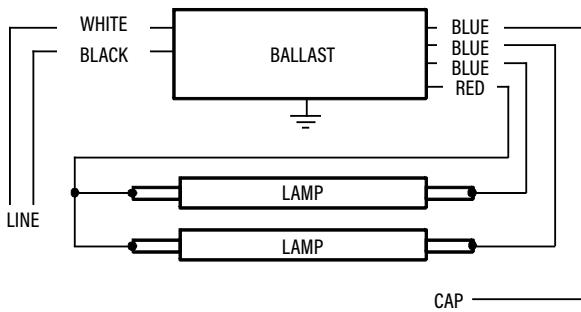 WHITE
BLACK
BALLAST
BLUE
BLUE
BLUE
RED
LAMP
LINE
LAMP
CAP